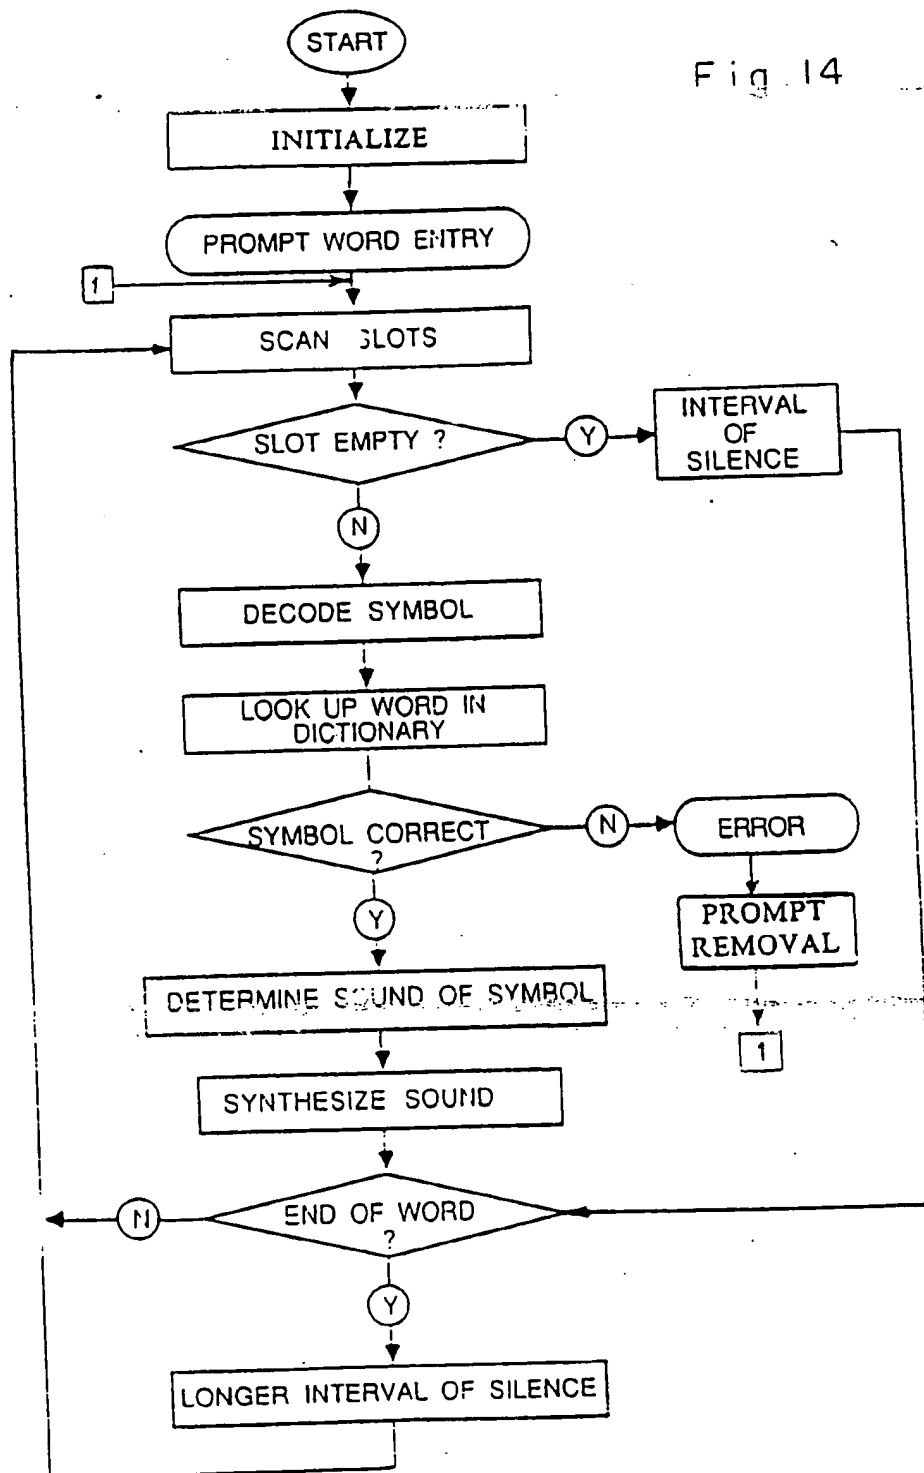 START
Fig 14
INITIALIZE
PROMPT WORD ENTRY
1
SCAN SLOTS
SLOT EMPTY ?
Y
INTERVAL
OF
SILENCE
N
DECODE SYMBOL
LOOK UP WORD IN
DICTIONARY
SYMBOL CORRECT
?
N
ERROR
Y
PROMPT
REMOVAL
DETERMINE SOUND OF SYMBOL
1
SYNTHESIZE SOUND
END OF WORD
?
N
Y
LONGER INTERVAL OF SILENCE